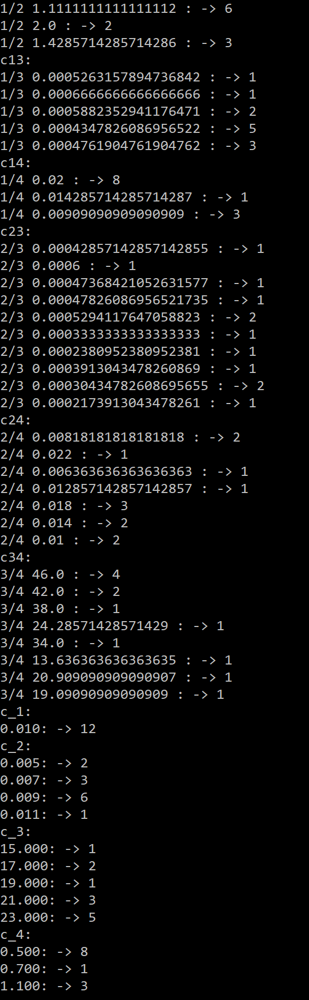 1/2 1.1111111111111112 : -> 6
1/2 2.0 : -> 2
1/2 1.4285714285714286 : -> 3
c13:
1/3 0.0005263157894736842 : -> 1
1/3 0.0006666666666666666 : -> 1
1/3 0.00058823529411764​71 : -> 2
1/3 0.0004347826086956522 : -> 5
1/3 0.0004761904761904762 : -> 3
c14:
1/4 0.02 : -> 8
1/4 0.014285714285714287 : -> 1
1/4 0.00909090909090909 : -> 3
c23:
2/3 0.00042857142857142855 : -> 1
2/3 0.0006 : -> 1
2/3 0.00047368421052631577 : -> 1
2/3 0.00047826086956521735 : -> 1
2/3 0.0005294117647058823 : -> 2
2/3 0.0003333333333333333 : -> 1
2/3 0.0002380952380952381 : -> 1
2/3 0.0003913043478260869 : -> 1
2/3 0.00030434782608695655 : -> 2
2/3 0.0002173913043478261 : -> 1
c24:
2/4 0.00818181818181818 : -> 2
2/4 0.022 : -> 1
2/4 0.006363636363636363 : -> 1
2/4 0.012857142857142857 : -> 1
2/4 0.018 : -> 3
2/4 0.014 : -> 2
2/4 0.01 : -> 2
c34:
3/4 46.0 : -> 4
3/4 42.0 : -> 2
3/4 38.0 : -> 1
3/4 24.28571428571429 : -> 1
3/4 34.0 : -> 1
3/4 13.636363636363635 : -> 1
3/4 20.909090909090907 : -> 1
3/4 19.09090909090909 : -> 1
c_1:
0.010: -> 12
c_2:
0.005: -> 2
0.007: -> 3
0.009: -> 6
0.011: -> 1
c_3:
15.000: -> 1
17.000: -> 2
19.000: -> 1
21.000: -> 3
23.000: -> 5
c_4:
0.500: -> 8
0.700: -> 1
1.100: -> 3